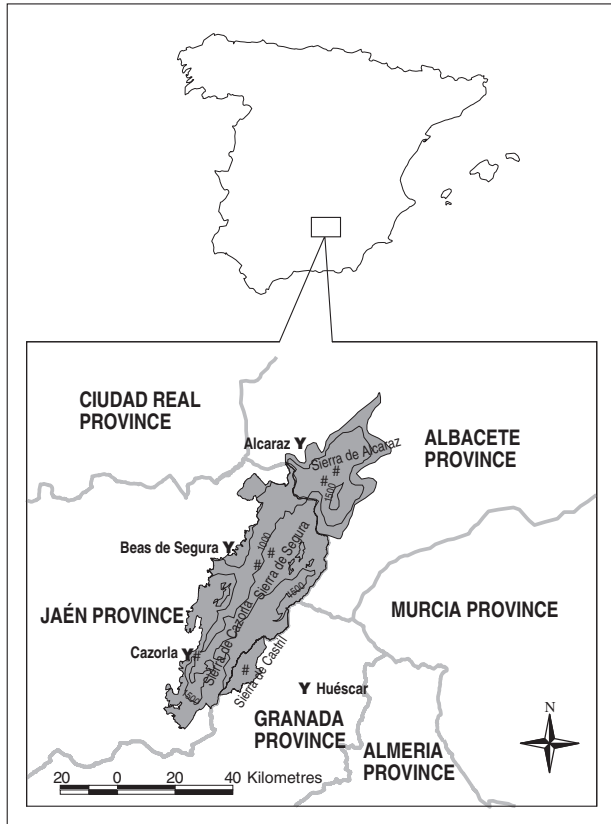 CIUDAD REAL
PROVINCE
Alcaraz Y
Sierra de Alcaraz
ALBACETE
PROVINCE
# #
1500
Beas de Segura Y
1000
# #
Sierra de Segura
1500
JAÉN PROVINCE
MURCIA PROVINCE
Cazorla Y
#
Sierra de Cazorla
#
Sierra de Castril
1500
Y Huéscar
GRANADA
PROVINCE
ALMERIA
PROVINCE
N
20 0 20 40 Kilometres